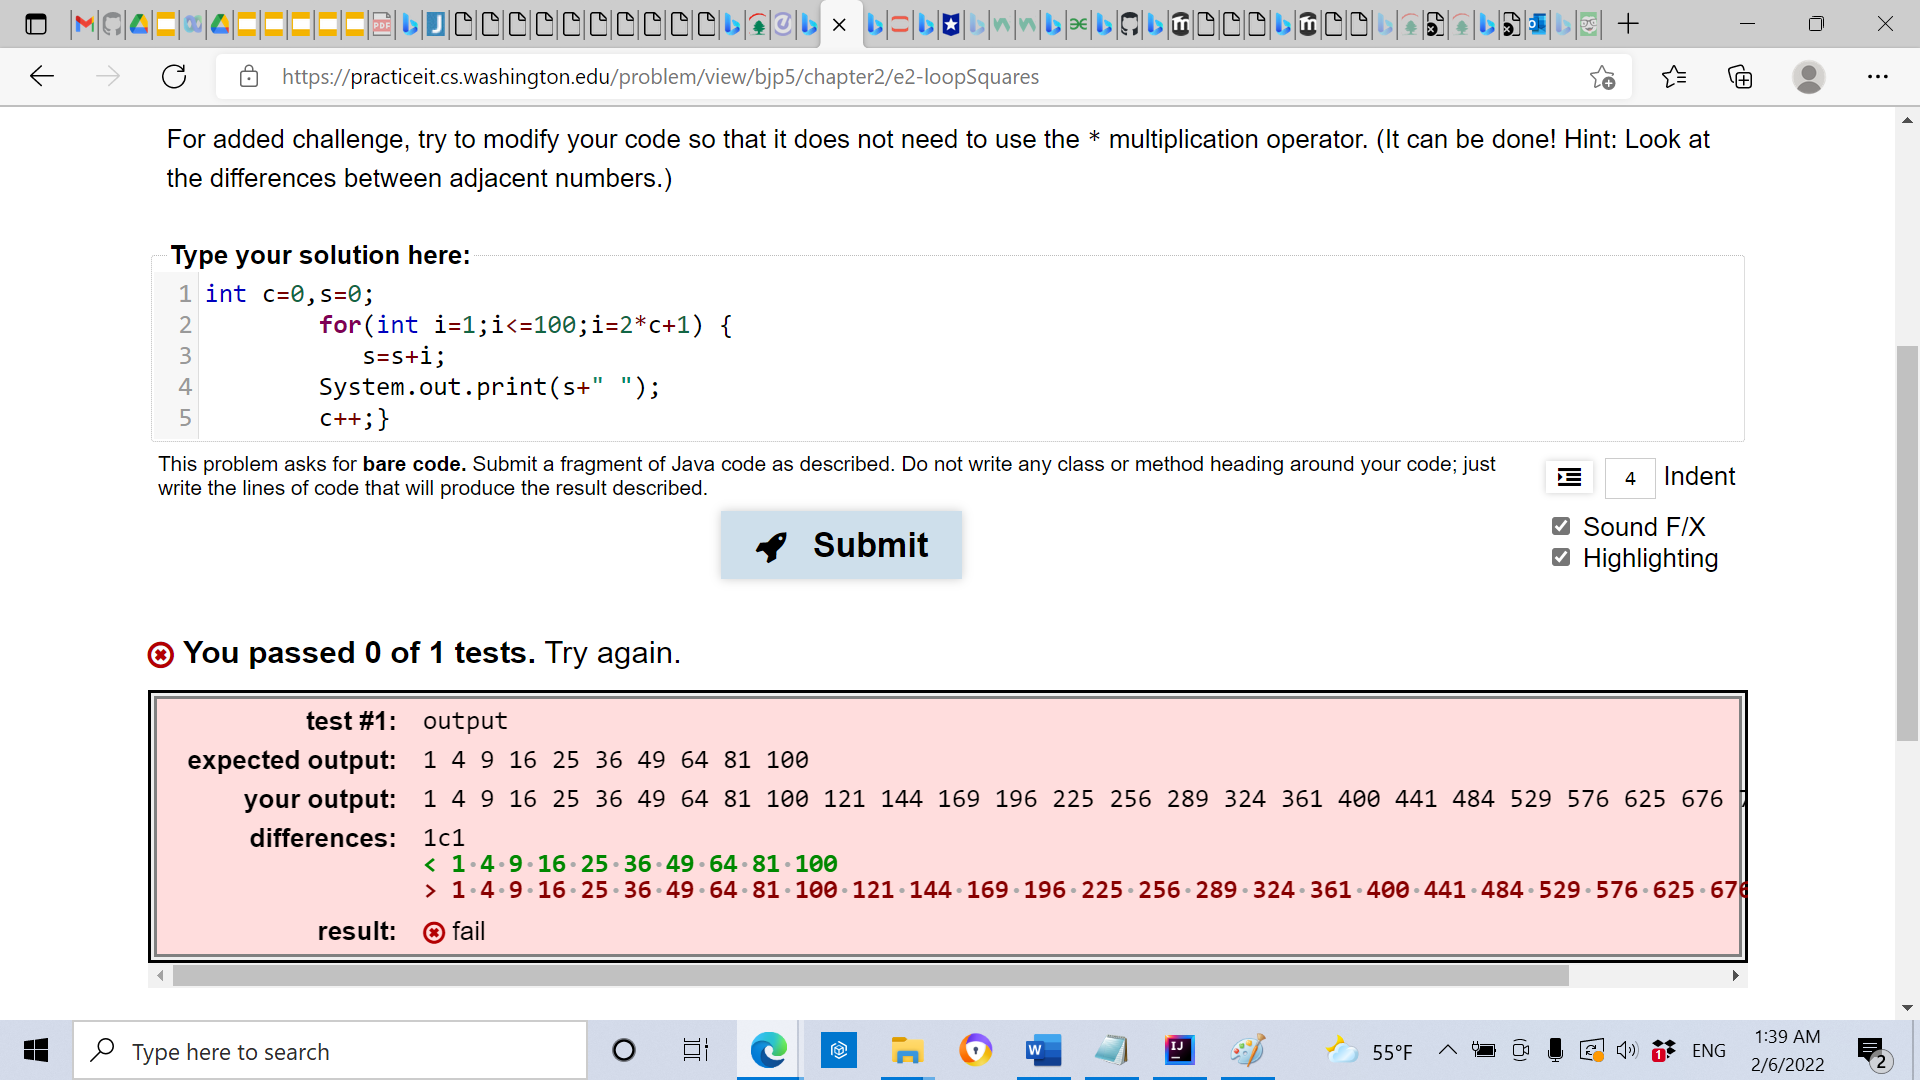 https://practiceit.cs.washington.edu/problem/view/bjp5/chapter2/e2-loopSquares
For added challenge, try to modify your code so that it does not need to use the * multiplication operator. (It can be done! Hint: Look at
the differences between adjacent numbers.)
Type your solution here:
1 int c=0,s=0;
2 for(int i=1;i<=100;i=2*c+1) {
3 s=s+i;
4 System.out.print(s+" ");
5 c++;}
This problem asks for bare code. Submit a fragment of Java code as described. Do not write any class or method heading around your code; just
write the lines of code that will produce the result described.
4 Indent
Submit
Sound F/X
Highlighting
You passed 0 of 1 tests. Try again.
test #1: output
expected output: 1 4 9 16 25 36 49 64 81 100
your output: 1 4 9 16 25 36 49 64 81 100 121 144 169 196 225 256 289 324 361 400 441 484 529 576 625 676
differences: 1c1
< 1·4·9·16·25·36·49·64·81·100
> 1·4·9·16·25·36·49·64·81·100·121·144·169·196·225·256·289·324·361·400·441·484·529·576·625·676
result: fail
Type here to search
55°F
ENG
1:39 AM
2/6/2022
2